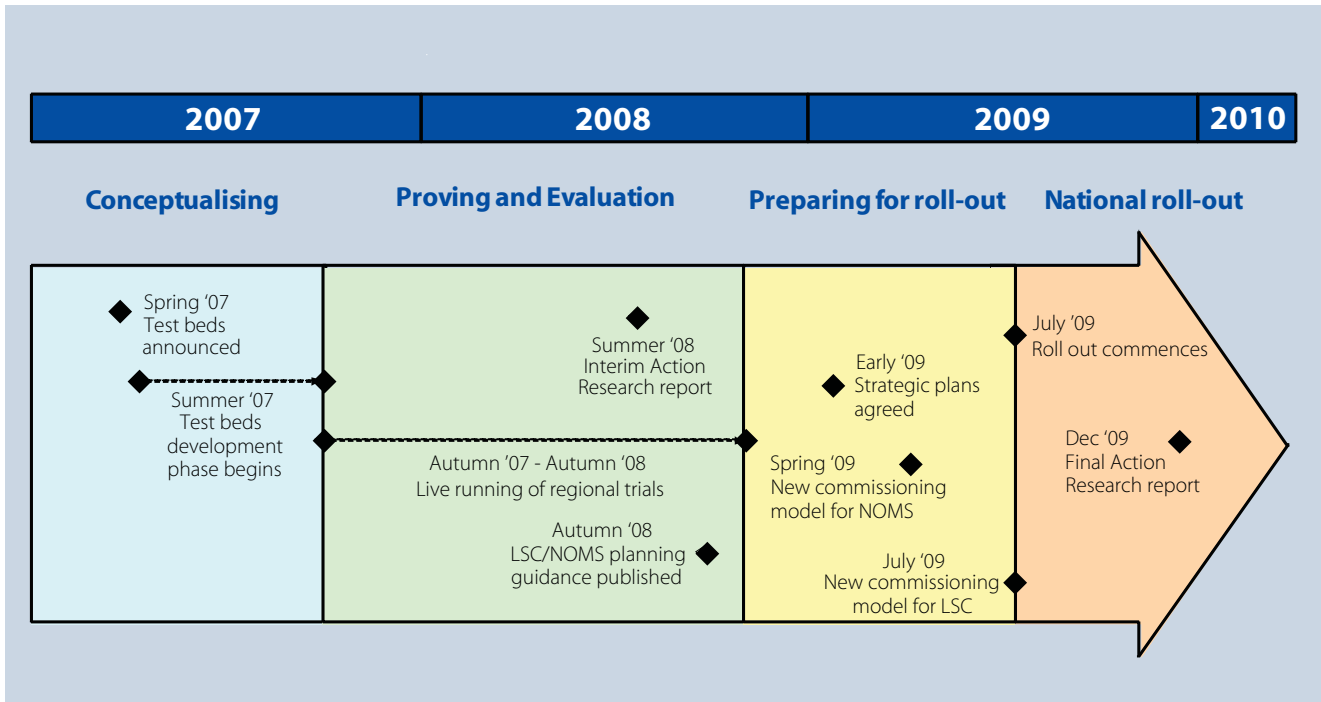 2007
2008
2009
2010
Conceptualising
Proving and Evaluation
Preparing for roll-out
National roll-out
Spring ‘07
Test beds
announced
Summer ‘07
Test beds
development
phase begins
Summer ‘08
Interim Action
Research report
Autumn ‘07 - Autumn ‘08
Live running of regional trials
Autumn ‘08
LSC/NOMS planning
guidance published
Early ‘09
Strategic plans
agreed
Spring ‘09
New commissioning
model for NOMS
July ‘09
New commissioning
model for LSC
July ‘09
Roll out commences
Dec ‘09
Final Action
Research report